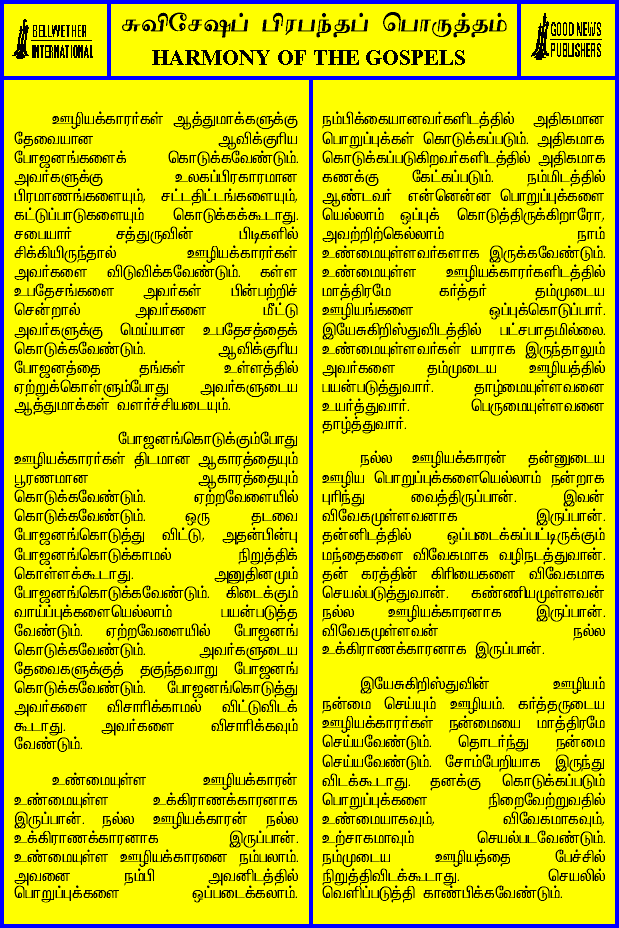 BELLWETHER
INTERNATIONAL
சுவிசேஷப் பிரபந்தப் பொருத்தம்
HARMONY OF THE GOSPELS
GOOD NEWS
PUBLISHERS
ஊழியக்காரர்கள் ஆத்துமாக்களுக்கு
தேவையான ஆவிக்குரிய
போஜனங்களைக் கொடுக்கவேண்டும்.
அவர்களுக்கு உலகப்பிரகாரமான
பிரமாணங்களையும், சட்டதிட்டங்களையும்,
கட்டுப்பாடுகளையும் கொடுக்கக்கூடாது.
சபையார் சத்துருவின் பிடிகளில்
சிக்கியிருந்தால் ஊழியக்காரர்கள்
அவர்களை விடுவிக்கவேண்டும். கள்ள
உபதேசங்களை அவர்கள் பின்பற்றிச்
சென்றால் அவர்களை மீட்டு
அவர்களுக்கு மெய்யான உபதேசத்தைக்
கொடுக்கவேண்டும். ஆவிக்குரிய
போஜனத்தை தங்கள் உள்ளத்தில்
ஏற்றுக்கொள்ளும்போது அவர்களுடைய
ஆத்துமாக்கள் வளர்ச்சியடையும்.
போஜனங்கொடுக்கும்போது
ஊழியக்காரர்கள் திடமான ஆகாரத்தையும்
பூரணமான ஆகாரத்தையும்
கொடுக்கவேண்டும். ஏற்றவேளையில்
கொடுக்கவேண்டும். ஒரு தடவை
போஜனங்கொடுத்து விட்டு, அதன்பின்பு
போஜனங்கொடுக்காமல் நிறுத்திக்
கொள்ளக்கூடாது. அனுதினமும்
போஜனங்கொடுக்கவேண்டும். கிடைக்கும்
வாய்ப்புக்களையெல்லாம் பயன்படுத்த
வேண்டும். ஏற்றவேளையில் போஜனங்
கொடுக்கவேண்டும். அவர்களுடைய
தேவைகளுக்குத் தகுந்தவாறு போஜனங்
கொடுக்கவேண்டும். போஜனங்கொடுத்து
அவர்களை விசாரிக்காமல் விட்டுவிடக்
கூடாது. அவர்களை விசாரிக்கவும்
வேண்டும்.
உண்மையுள்ள ஊழியக்காரன்
உண்மையுள்ள உக்கிராணக்காரனாக
இருப்பான். நல்ல ஊழியக்காரன் நல்ல
உக்கிராணக்காரனாக இருப்பான்.
உண்மையுள்ள ஊழியக்காரனை நம்பலாம்.
அவனை நம்பி அவனிடத்தில்
பொறுப்புக்களை ஒப்படைக்கலாம்.
நம்பிக்கையானவர்களிடத்தில் அதிகமான
பொறுப்புக்கள் கொடுக்கப்படும். அதிகமாக
கொடுக்கப்படுகிறவர்களிடத்தில் அதிகமாக
கணக்கு கேட்கப்படும். நம்மிடத்தில்
ஆண்டவர் என்னென்ன பொறுப்புக்களை
யெல்லாம் ஒப்புக் கொடுத்திருக்கிறாரோ,
அவற்றிற்கெல்லாம் நாம்
உண்மையுள்ளவர்களாக இருக்கவேண்டும்.
உண்மையுள்ள ஊழியக்காரர்களிடத்தில்
மாத்திரமே கர்த்தர் தம்முடைய
ஊழியங்களை ஒப்புக்கொடுப்பார்.
இயேசுகிறிஸ்துவிடத்தில் பட்சபாதமில்லை.
உண்மையுள்ளவர்கள் யாராக இருந்தாலும்
அவர்களை தம்முடைய ஊழியத்தில்
பயன்படுத்துவார். தாழ்மையுள்ளவனை
உயர்த்துவார். பெருமையுள்ளவனை
தாழ்த்துவார்.
நல்ல ஊழியக்காரன் தன்னுடைய
ஊழிய பொறுப்புக்களையெல்லாம் நன்றாக
புரிந்து வைத்திருப்பான். இவன்
விவேகமுள்ளவனாக இருப்பான்.
தன்னிடத்தில் ஒப்படைக்கப்பட்டிருக்கும்
மந்தைகளை விவேகமாக வழிநடத்துவான்.
தன் கரத்தின் கிரியைகளை விவேகமாக
செயல்படுத்துவான். கண்ணியமுள்ளவன்
நல்ல ஊழியக்காரனாக இருப்பான்.
விவேகமுள்ளவன் நல்ல
உக்கிராணக்காரனாக இருப்பான்.
இயேசுகிறிஸ்துவின் ஊழியம்
நன்மை செய்யும் ஊழியம். கர்த்தருடைய
ஊழியக்காரர்கள் நன்மையை மாத்திரமே
செய்யவேண்டும். தொடர்ந்து நன்மை
செய்யவேண்டும். சோம்பேறியாக இருந்து
விடக்கூடாது. தனக்கு கொடுக்கப்படும்
பொறுப்புக்களை நிறைவேற்றுவதில்
உண்மையாகவும், விவேகமாகவும்,
உற்சாகமாவும் செயல்படவேண்டும்.
நம்முடைய ஊழியத்தை பேச்சில்
நிறுத்திவிடக்கூடாது. செயலில்
வெளிப்படுத்தி காண்பிக்கவேண்டும்.